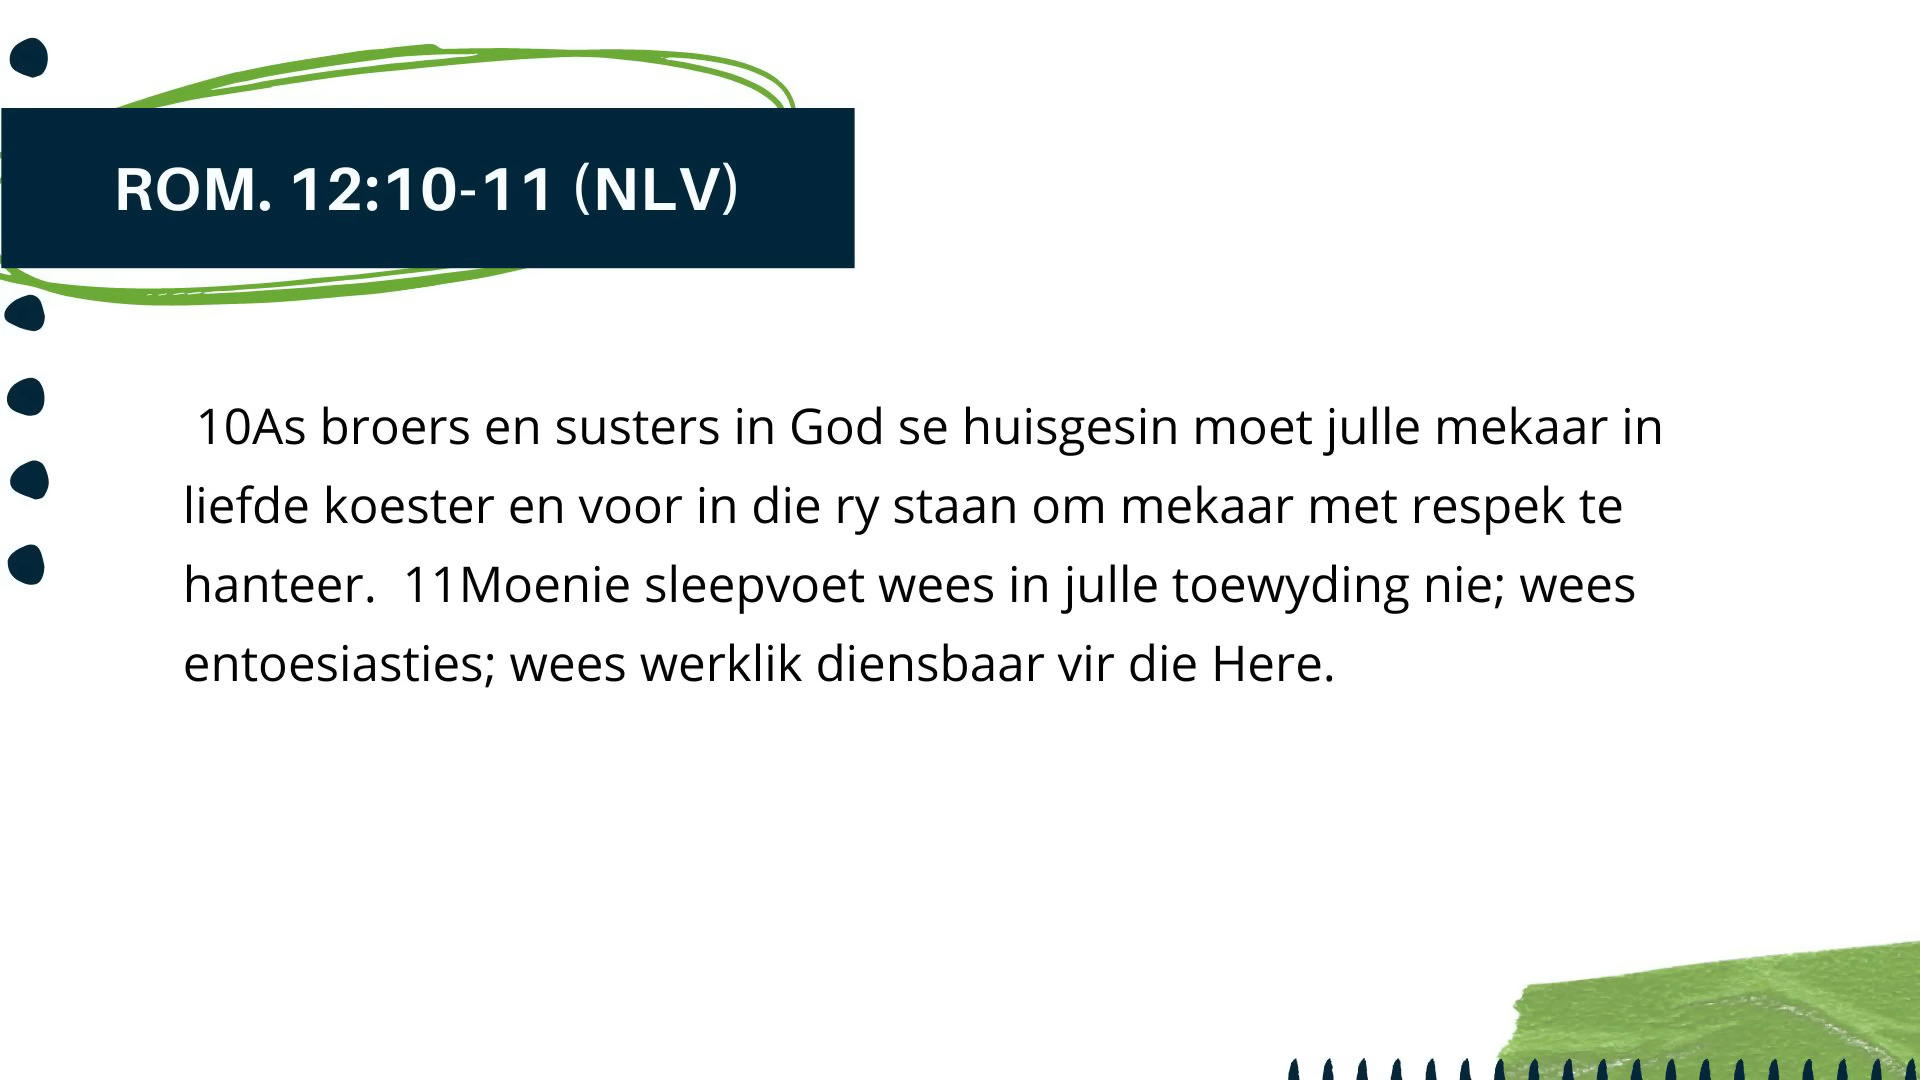 ROM. 12:10-11 (NLV)
10As broers en susters in God se huisgesin moet julle mekaar in
liefde koester en voor in die ry staan om mekaar met respek te
hanteer.  11Moenie sleepvoet wees in julle toewyding nie; wees
entoesiasties; wees werklik diensbaar vir die Here.